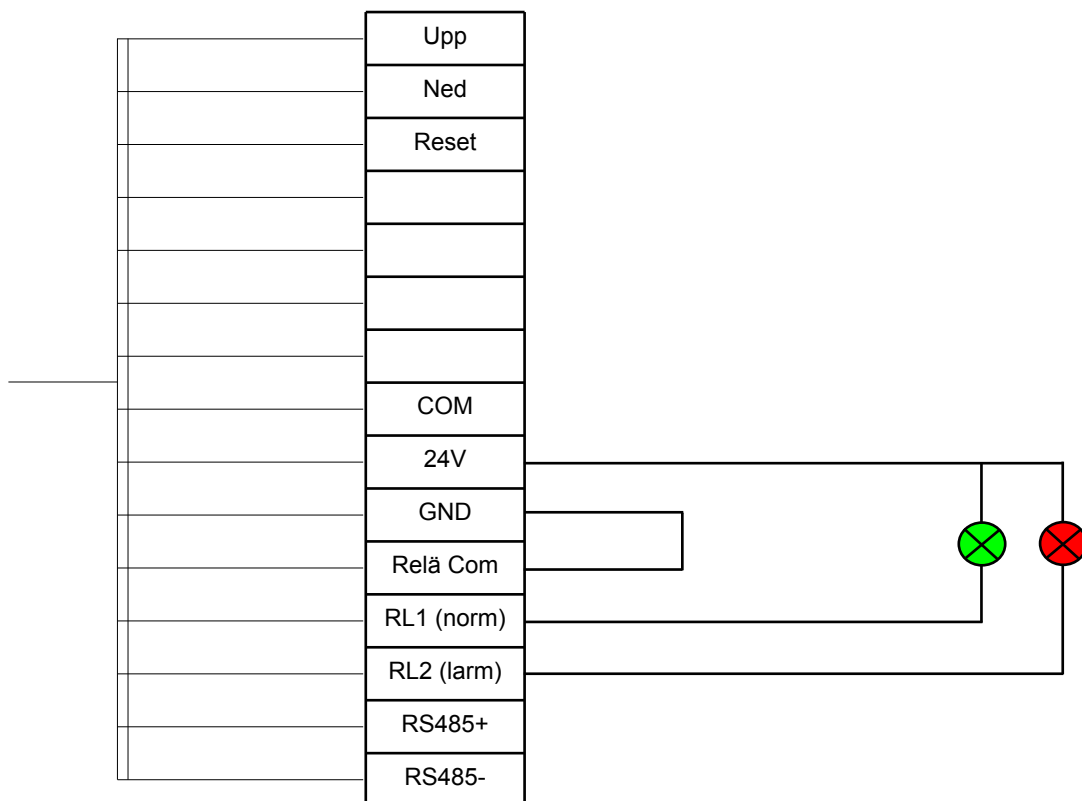 Upp
Ned
Reset
COM
24V
GND
Relä Com
RL1 (norm)
RL2 (larm)
RS485+
RS485-